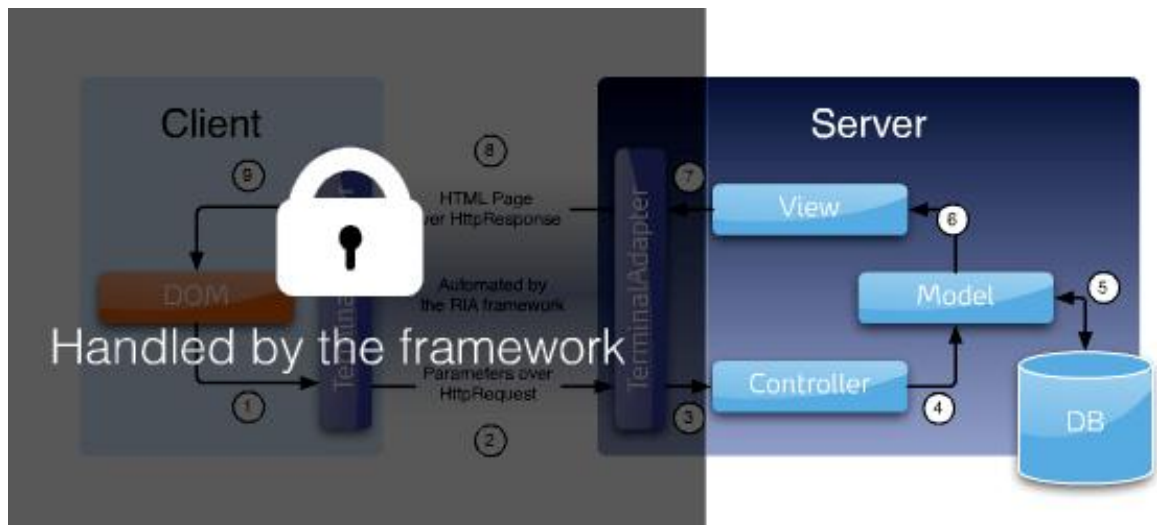 Client
Server
8
9
7
HTML Page
ver HttpResponse
View
6
TerminalAdapter
DOM
Automated by
the RIA framework
Model
5
Handled by the framework
Parameters over
HttpRequest
Controller
1
2
3
4
DB